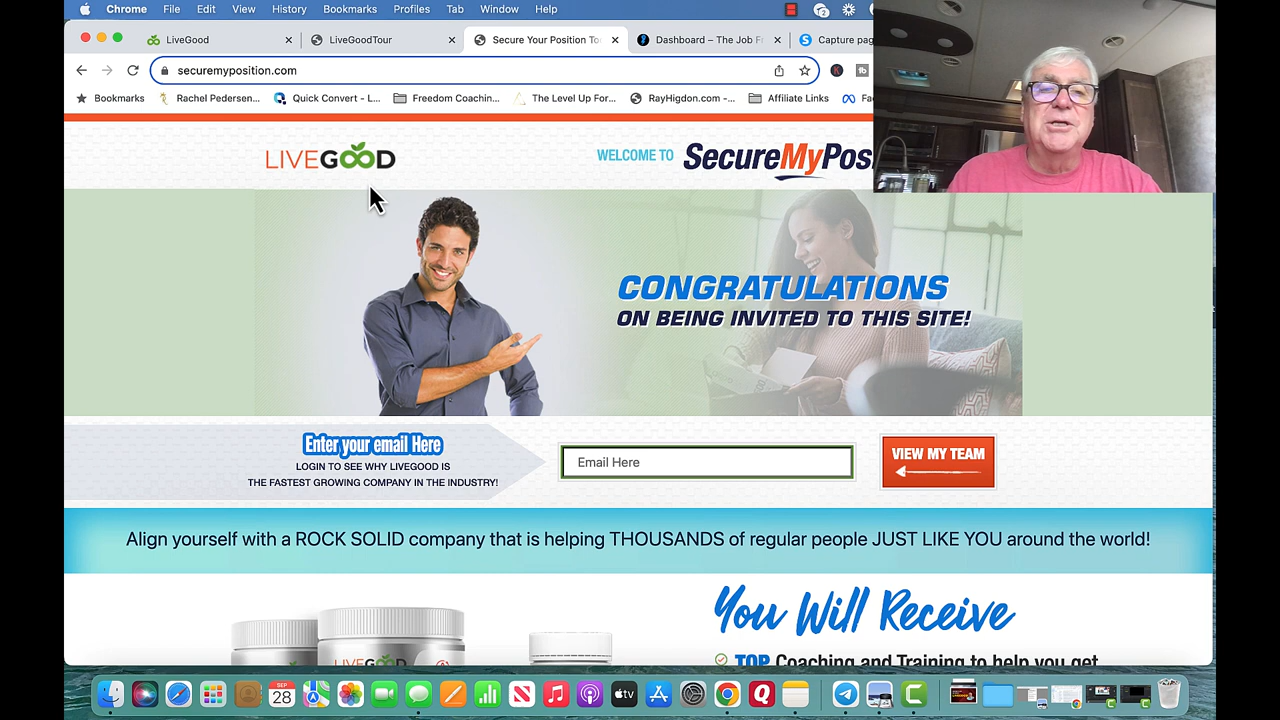 Chrome File Edit View History Bookmarks Profiles Tab Window Help
LiveGood LiveGoodTour Secure Your Position To Dashboard – The Job F Capture pag
securemyposition.com
Bookmarks Rachel Pedersen... Quick Convert - L... Freedom Coachin... The Level Up For... RayHigdon.com -... Affiliate Links Fac
LIVEGOOD
WELCOME TO SecureMyPos
CONGRATULATIONS
ON BEING INVITED TO THIS SITE!
Enter your email Here
LOGIN TO SEE WHY LIVEGOOD IS
THE FASTEST GROWING COMPANY IN THE INDUSTRY!
Email Here
VIEW MY TEAM
Align yourself with a ROCK SOLID company that is helping THOUSANDS of regular people JUST LIKE YOU around the world!
You Will Receive
TOP Coaching and Training to help you get
LIVEGOOD
SEP
28
tv